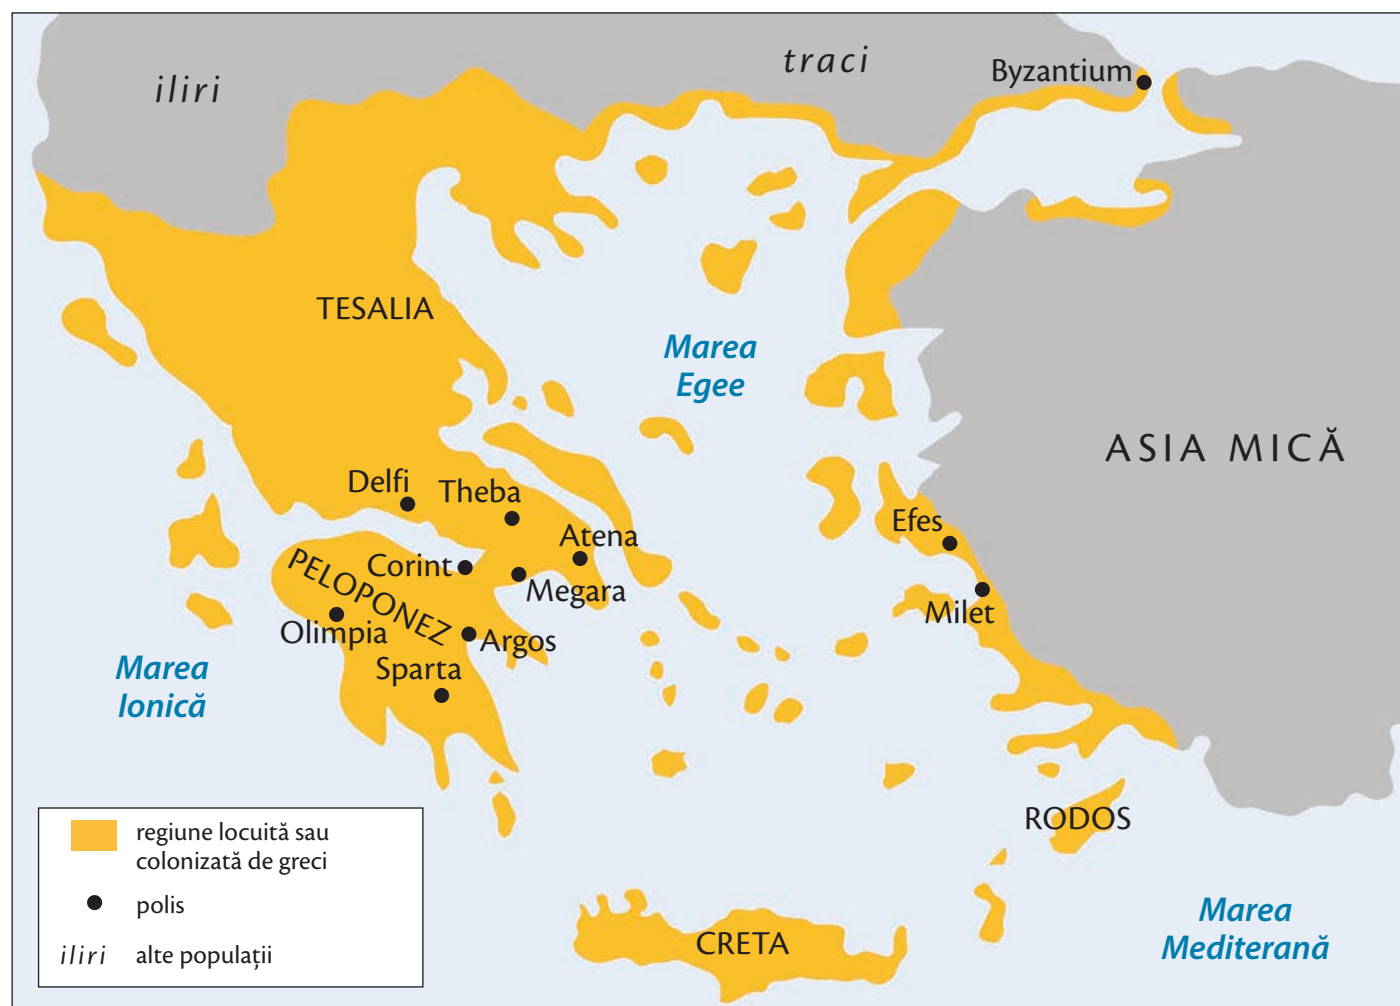 iliri
traci
Byzantium
TESALIA
Marea
Egee
ASIA MICĂ
Delfi
Theba
Atena
Efes
Corint
Megara
PELOPONEZ
Milet
Olimpia
Argos
Sparta
Marea
Ionică
RODOS
regiune locuită sau
colonizată de greci
polis
iliri alte populații
CRETA
Marea
Mediterană